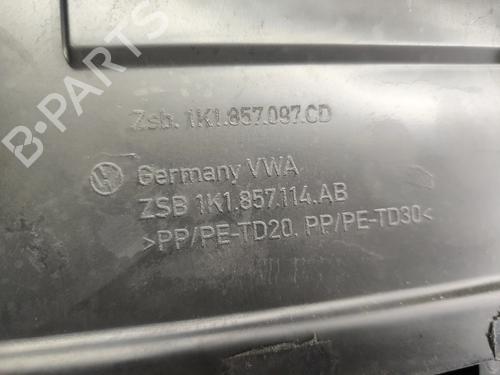 Zsb. 1K1.857.097.CD
Germany VWA
ZSB 1K1.857.114.AB
>PP/PE-TD20, PP/PE-TD30<
B-PARTS